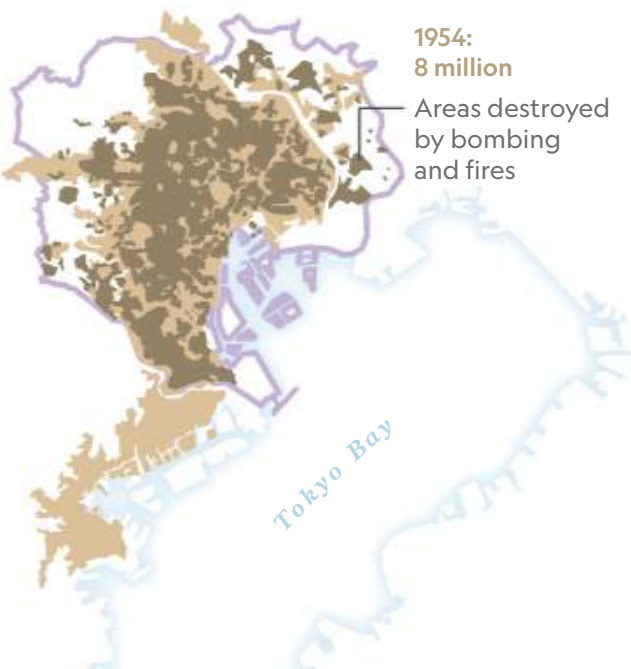 1954:
8 million
Areas destroyed
by bombing
and fires
Tokyo Bay